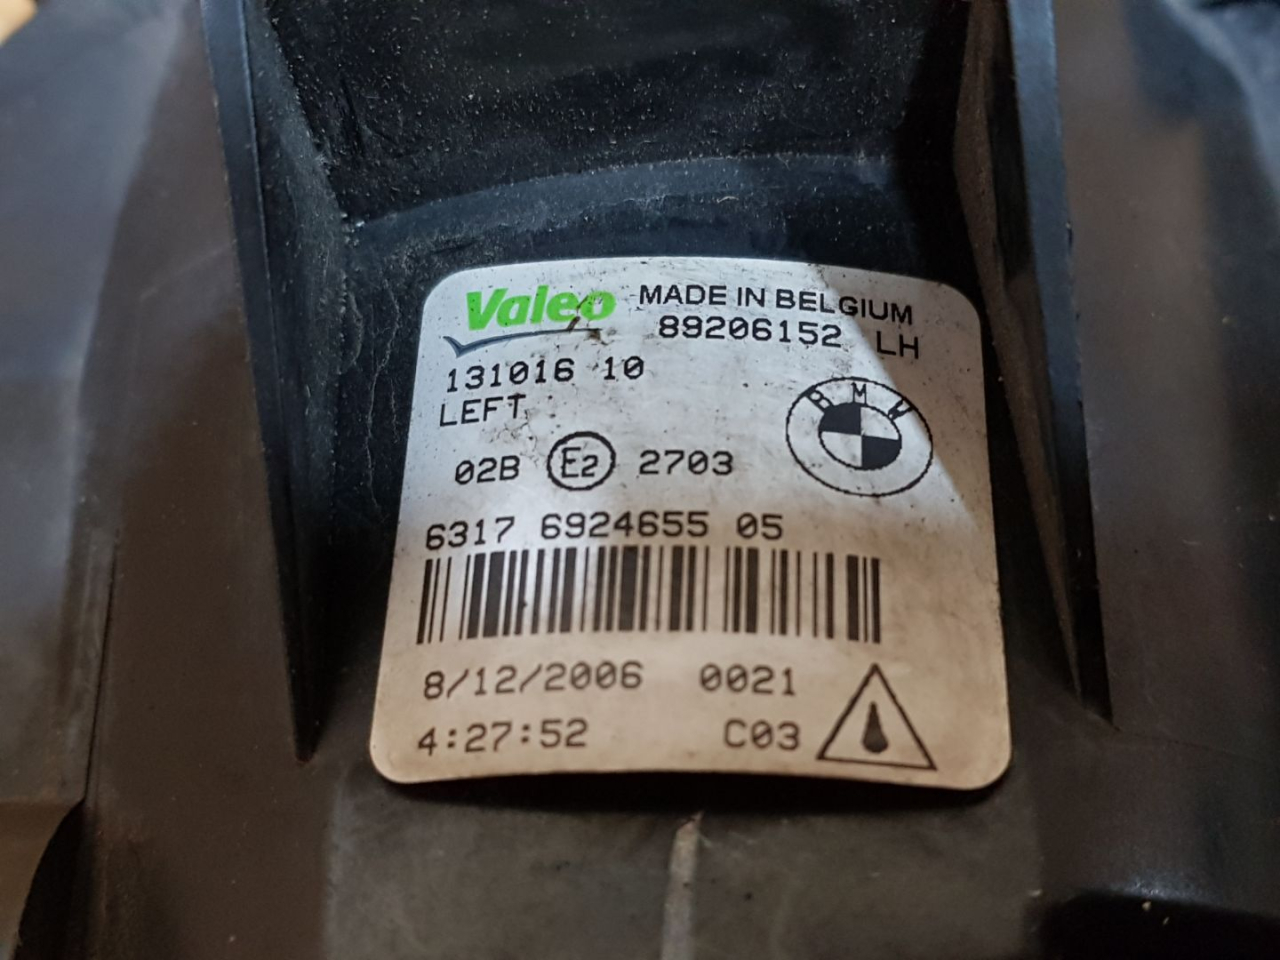 Valeo MADE IN BELGIUM
89206152 LH
131016 10
LEFT
BMW
02B E2 2703
6317 6924655 05
8/12/2006 0021
4:27:52 C03